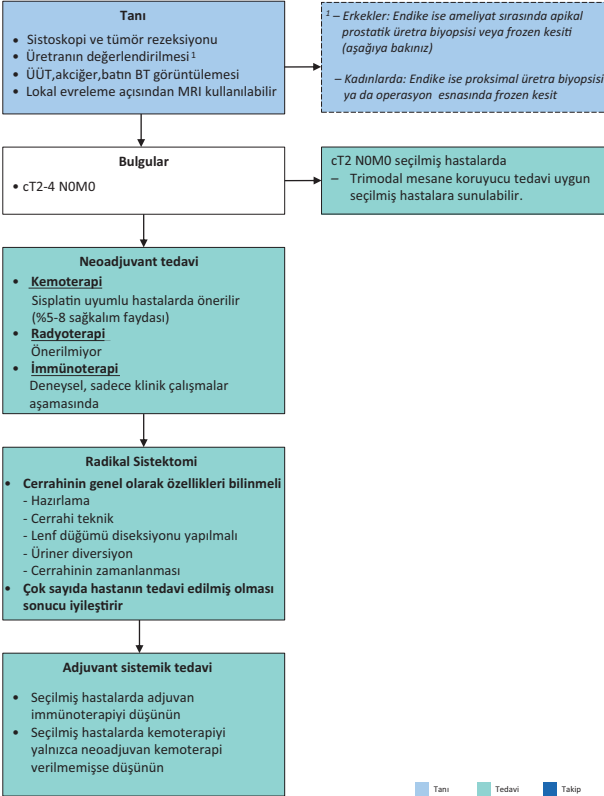 Tanı
• Sistoskopi ve tümör rezeksiyonu
• Üretranın değerlendirilmesi ¹
• ÜÜT,akciğer,batın BT görüntülemesi
• Lokal evreleme açısından MRI kullanılabilir
¹ – Erkekler: Endike ise ameliyat sırasında apikal
prostatik üretra biyopsisi veya frozen kesiti
(aşağıya bakınız)
– Kadınlarda: Endike ise proksimal üretra biyopsisi
ya da operasyon esnasında frozen kesit
Bulgular
• cT2-4 N0M0
cT2 N0M0 seçilmiş hastalarda
– Trimodal mesane koruyucu tedavi uygun
seçilmiş hastalara sunulabilir.
Neoadjuvant tedavi
• Kemoterapi
Sisplatin uyumlu hastalarda önerilir
(%5-8 sağkalım faydası)
• Radyoterapi
Önerilmiyor
• İmmünoterapi
Deneysel, sadece klinik çalışmalar
aşamasında
Radikal Sistektomi
• Cerrahinin genel olarak özellikleri bilinmeli
- Hazırlama
- Cerrahi teknik
- Lenf düğümü diseksiyonu yapılmalı
- Üriner diversiyon
- Cerrahinin zamanlanması
• Çok sayıda hastanın tedavi edilmiş olması
sonucu iyileştirir
Adjuvant sistemik tedavi
• Seçilmiş hastalarda adjuvan
immünoterapiyi düşünün
• Seçilmiş hastalarda kemoterapiyi
yalnızca neoadjuvan kemoterapi
verilmemişse düşünün
Tanı Tedavi Takip